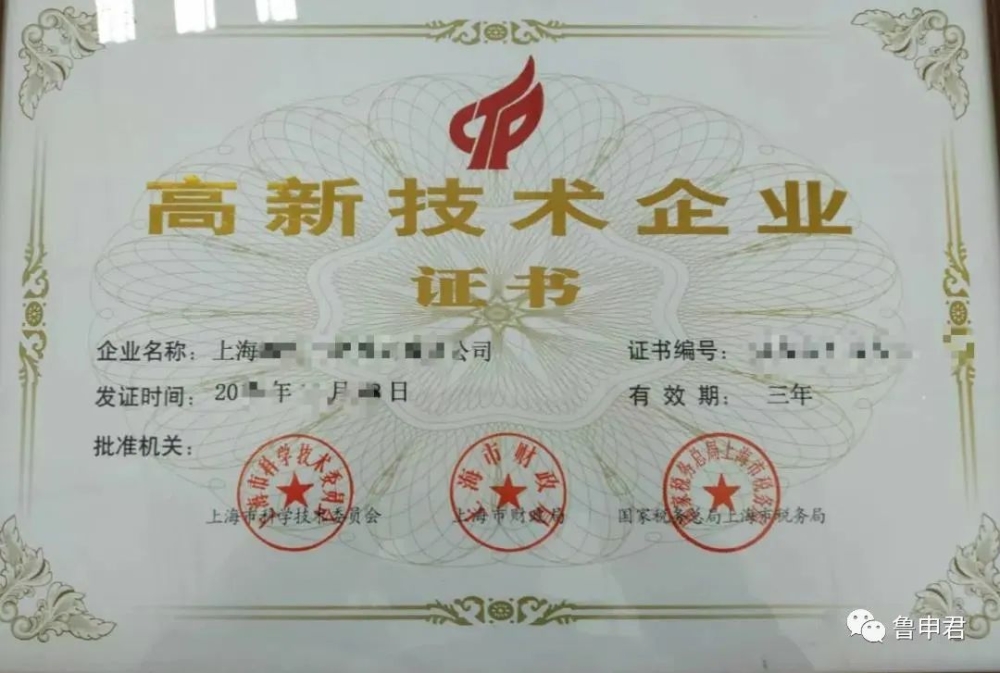 CTP
高新技术企业
证书
企业名称：上海 公司
证书编号：
发证时间：20 年 月 日
有效期：三年
批准机关：
上海市科学技术委员会
上海市财政局
国家税务总局上海市税务局
鲁申君